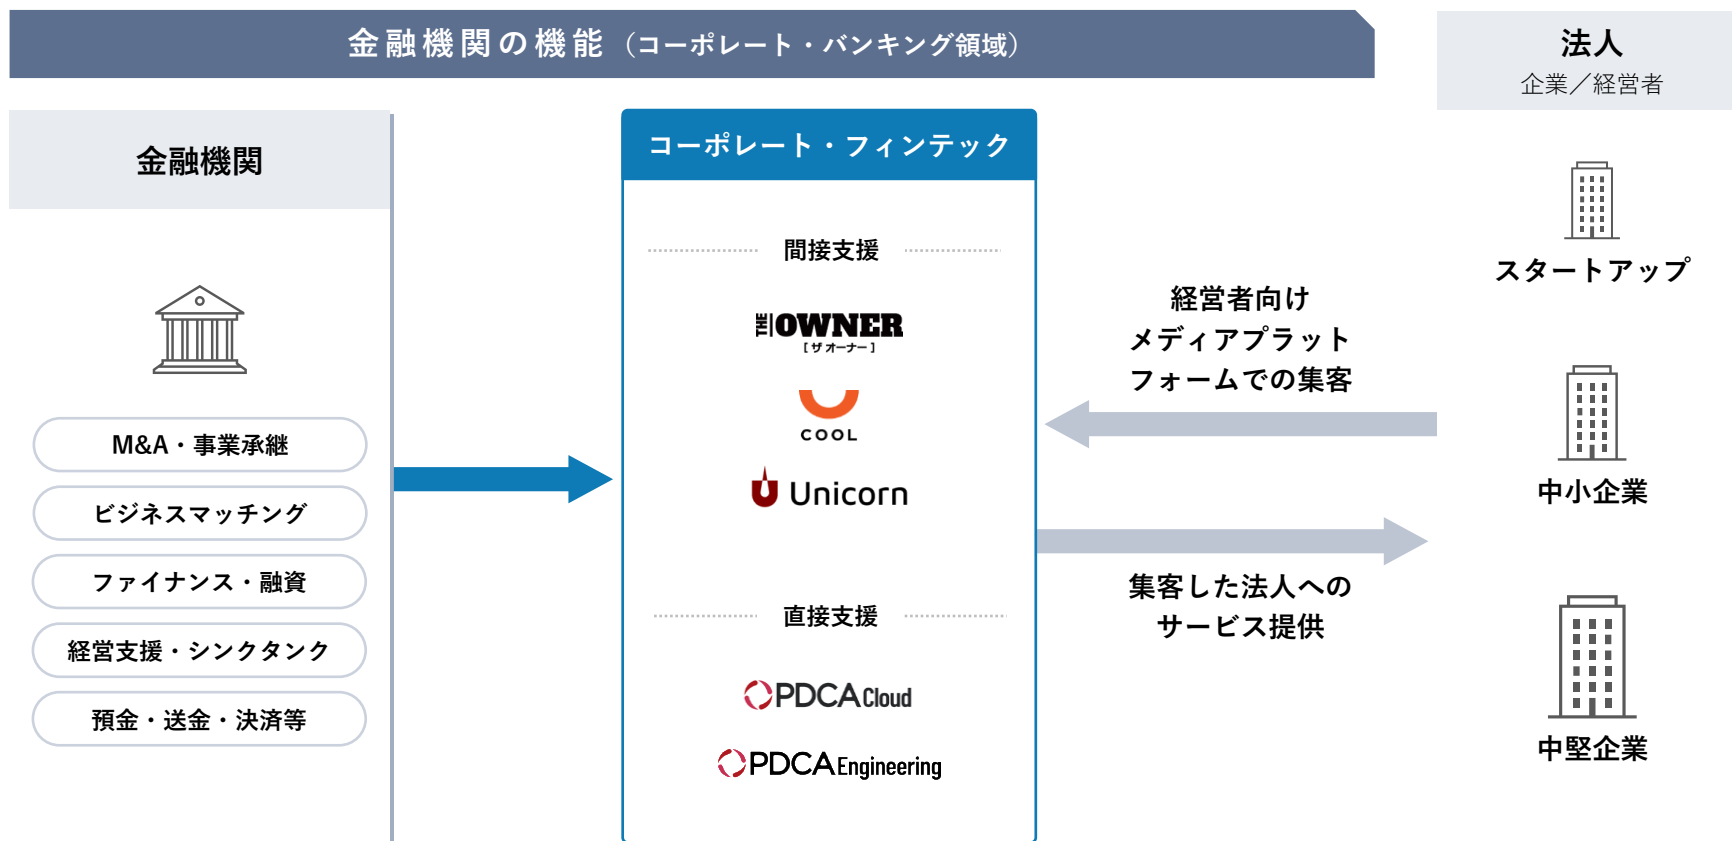 金融機関の機能（コーポレート・バンキング領域）
法人
企業／経営者
金融機関
M&A・事業承継
ビジネスマッチング
ファイナンス・融資
経営支援・シンクタンク
預金・送金・決済等
コーポレート・フィンテック
間接支援
THE OWNER
[ザ オーナー]
COOL
Unicorn
直接支援
PDCA Cloud
PDCA Engineering
経営者向け
メディアプラット
フォームでの集客
集客した法人への
サービス提供
スタートアップ
中小企業
中堅企業